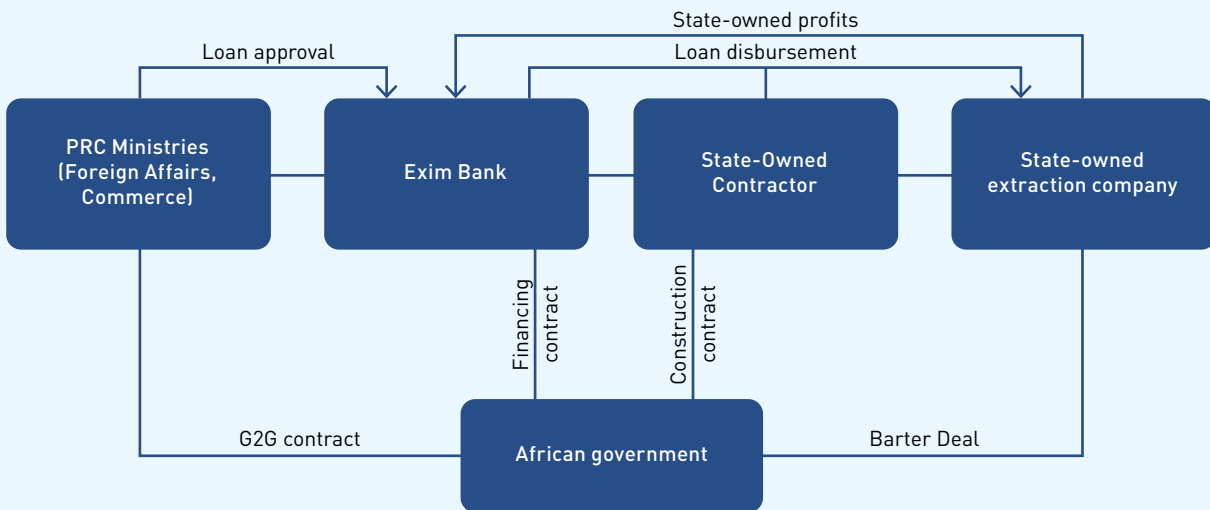 State-owned profits
Loan approval
Loan disbursement
PRC Ministries
(Foreign Affairs,
Commerce)
Exim Bank
State-Owned
Contractor
State-owned
extraction company
Financing
contract
Construction
contract
G2G contract
African government
Barter Deal